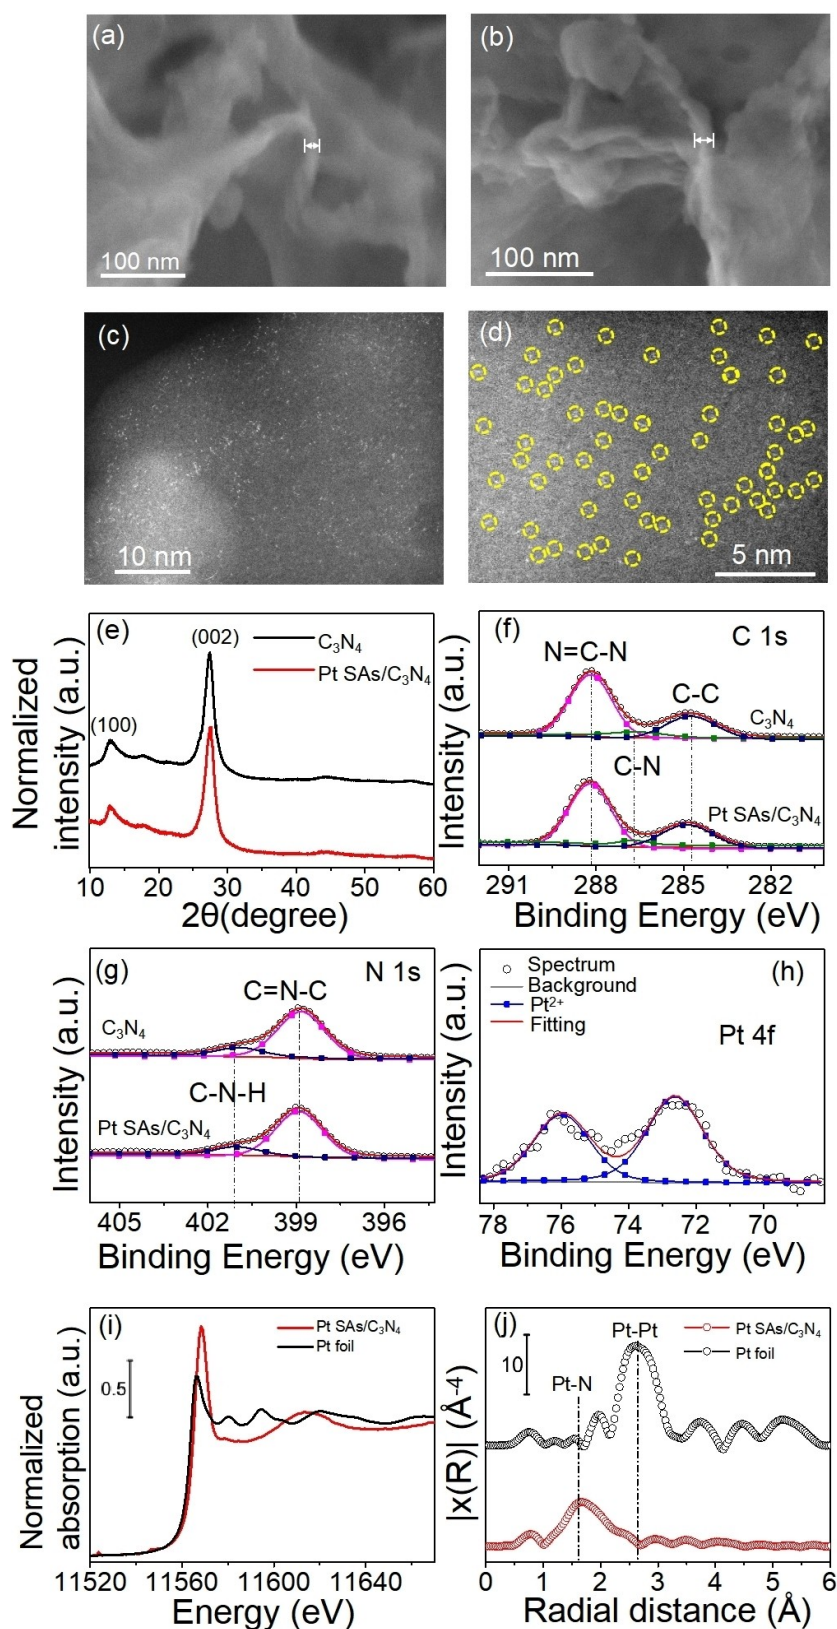 (a)
100 nm
(b)
100 nm
(c)
10 nm
(d)
5 nm
(e)
(002)
(100)
C₃N₄
Pt SAs/C₃N₄
Normalized
intensity (a.u.)
10 20 30 40 50 60
2θ(degree)
(f)
C 1s
N=C-N
C-C
C₃N₄
C-N
Pt SAs/C₃N₄
Intensity (a.u.)
291 288 285 282
Binding Energy (eV)
(g)
N 1s
C=N-C
C₃N₄
C-N-H
Pt SAs/C₃N₄
Intensity (a.u.)
405 402 399 396
Binding Energy (eV)
(h)
Spectrum
Background
Pt²⁺
Fitting
Pt 4f
Intensity (a.u.)
78 76 74 72 70
Binding Energy (eV)
(i)
Pt SAs/C₃N₄
Pt foil
0.5
Normalized
absorption (a.u.)
11520 11560 11600 11640
Energy (eV)
(j)
Pt-Pt
Pt SAs/C₃N₄
Pt foil
10
Pt-N
|x(R)| (Å⁻⁴)
0 1 2 3 4 5 6
Radial distance (Å)